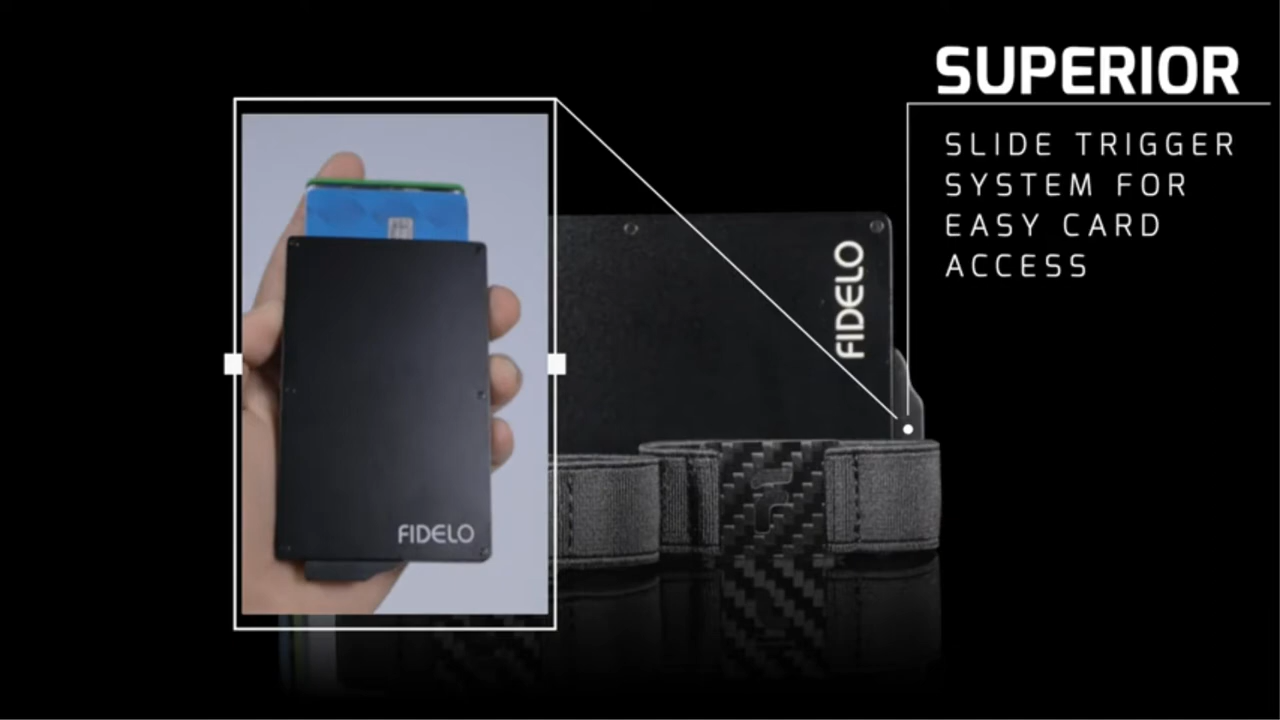 SUPERIOR
SLIDE TRIGGER
SYSTEM FOR
EASY CARD
ACCESS
FIDELO
FIDELO